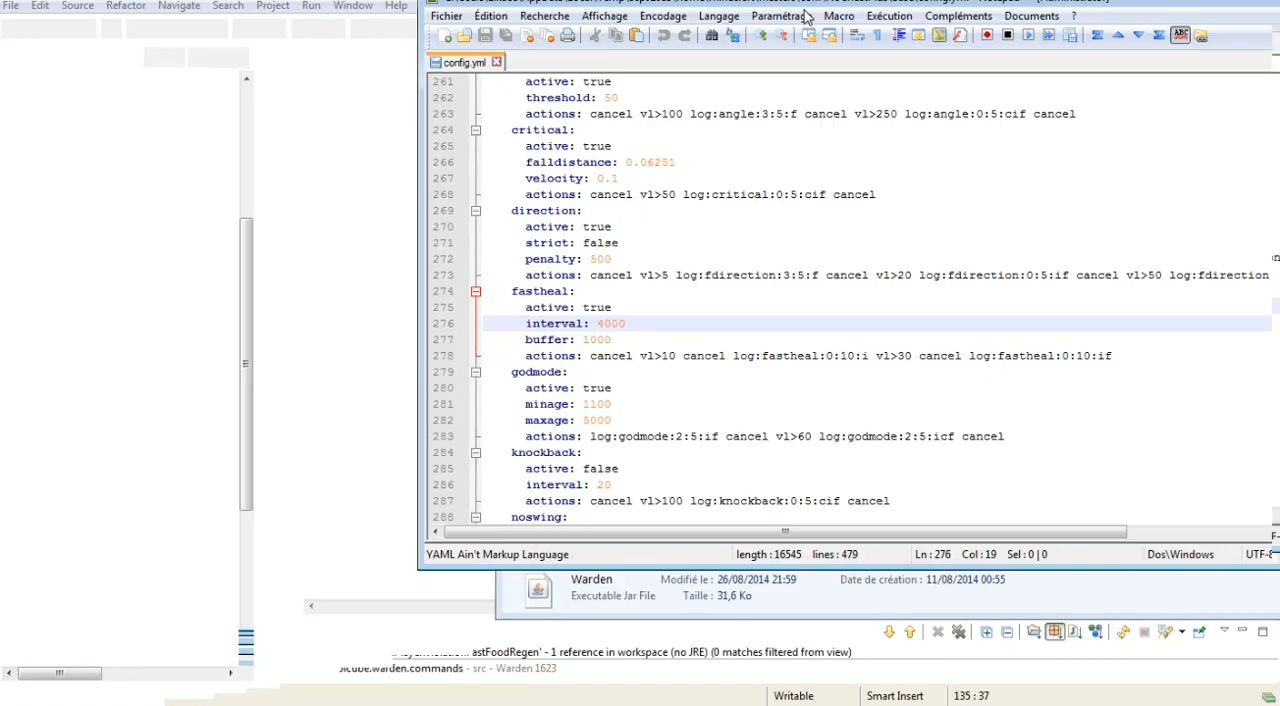 File Edit Source Refactor Navigate Search Project Run Window Help
Fichier Édition Recherche Affichage Encodage Langage Paramétrag Macro Exécution Compléments Documents ?
config.yml
261 active: true
262 threshold: 50
263 actions: cancel vl>100 log:angle:3:5:f cancel vl>250 log:angle:0:5:cif cancel
264 critical:
265 active: true
266 falldistance: 0.06251
267 velocity: 0.1
268 actions: cancel vl>50 log:critical:0:5:cif cancel
269 direction:
270 active: true
271 strict: false
272 penalty: 500
273 actions: cancel vl>5 log:fdirection:3:5:f cancel vl>20 log:fdirection:0:5:if cancel vl>50 log:fdirection
274 fastheal:
275 active: true
276 interval: 4000
277 buffer: 1000
278 actions: cancel vl>10 cancel log:fastheal:0:10:i vl>30 cancel log:fastheal:0:10:if
279 godmode:
280 active: true
281 minage: 1100
282 maxage: 5000
283 actions: log:godmode:2:5:if cancel vl>60 log:godmode:2:5:icf cancel
284 knockback:
285 active: false
286 interval: 20
287 actions: cancel vl>100 log:knockback:0:5:cif cancel
288 noswing:
YAML Ain't Markup Language length : 16545 lines : 479 Ln : 276 Col : 19 Sel : 0 | 0 Dos\Windows UTF-8
Warden Modifié le : 26/08/2014 21:59 Date de création : 11/08/2014 00:55
Executable Jar File Taille : 31,6 Ko
astFoodRegen' - 1 reference in workspace (no JRE) (0 matches filtered from view)
.warden.commands - src - Warden 1623
Writable Smart Insert 135 : 37